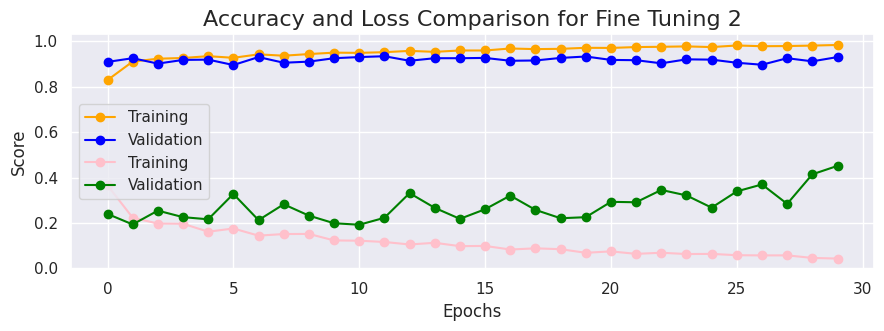 Accuracy and Loss Comparison for Fine Tuning 2
Score
1.0
0.8
0.6
0.4
0.2
0.0
Training
Validation
Training
Validation
0 5 10 15 20 25 30
Epochs